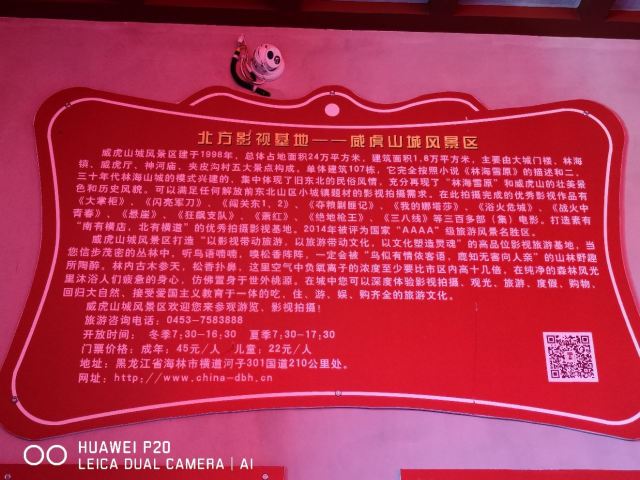 北方影视基地——威虎山城风景区
威虎山城风景区建于1998年，总体占地面积24万平方米，建筑面积1.8万平方米，主要由大城门楼、林海
镇、威虎厅、神河庙、夹皮沟村五大景点构成，单体建筑107栋，它完全按照小说《林海雪原》的描述和二、
三十年代林海山城的模式兴建的，集中体现了旧东北的民俗风情，充分再现了“林海雪原”和威虎山的壮美景
色和历史风貌。可以满足任何解放前东北山区小城镇题材的影视拍摄需求。在此拍摄完成的优秀影视作品有
《大掌柜》、《闪亮军刀》、《闯关东1、2》、《夺粮剿匪记》、《我的娜塔莎》、《浴火危城》、《战火中
青春》、《悬崖》、《狂飙支队》、《萧红》、《绝地枪王》、《三八线》等三百多部（集）电影，打造素有
“南有横店，北有横道”的优秀拍摄影视基地。2014年被评为国家“AAAA”级旅游风景名胜区。
威虎山城风景区打造“以影视带动旅游，以旅游带动文化，以文化塑造灵魂”的高品位影视旅游基地，当
您信步茂密的丛林中，听鸟语喃喃，嗅松香阵阵，一定会被“鸟似有情依客语，鹿如无害向人亲”的山林野趣
所陶醉。林内古木参天，松香扑鼻，这里空气中负氧离子的浓度至少要比市区内高十几倍，在纯净的森林风光
里沐浴人们疲惫的身心，仿佛置身于世外桃源。在城中您可以深度体验影视拍摄、观光、旅游、度假、购物、
回归大自然、接受爱国主义教育于一体的吃、住、游、娱、购齐全的旅游文化。
威虎山城风景区欢迎您来参观游览、影视拍摄！
旅游咨询电话：0453-7583888
开放时间： 冬季7:30-16:30 夏季7:30-17:30
门票价格：成年：45元/人 儿童：22元/人
地址：黑龙江省海林市横道河子301国道210公里处。
网址：http://www.china-dbh.cn
HUAWEI P20
LEICA DUAL CAMERA | AI